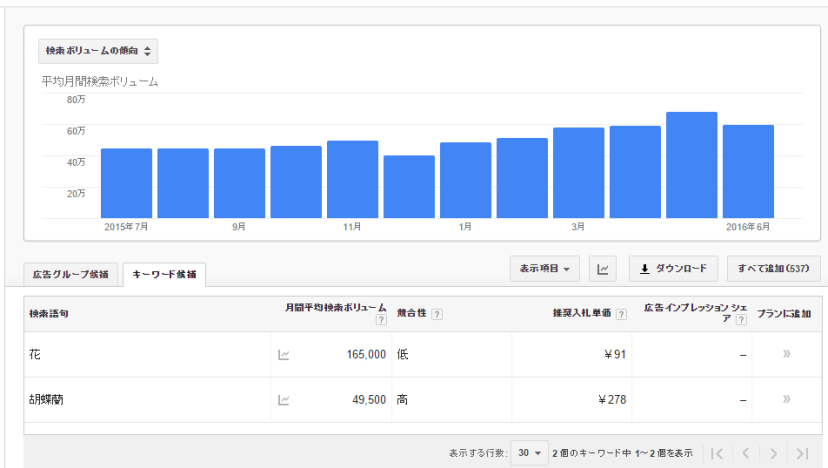 検索ボリュームの傾向
平均月間検索ボリューム
80万
60万
40万
20万
2015年7月 9月 11月 1月 3月 2016年6月
広告グループ候補 キーワード候補 表示項目 ダウンロード すべて追加 (537)
検索語句 月間平均検索ボリューム ? 競合性 ? 推奨入札単価 ? 広告インプレッション シェア ? プランに追加
花 165,000 低 ¥91 – »
胡蝶蘭 49,500 高 ¥278 – »
表示する行数: 30 2 個のキーワード中 1～2 個を表示 |< < > >|